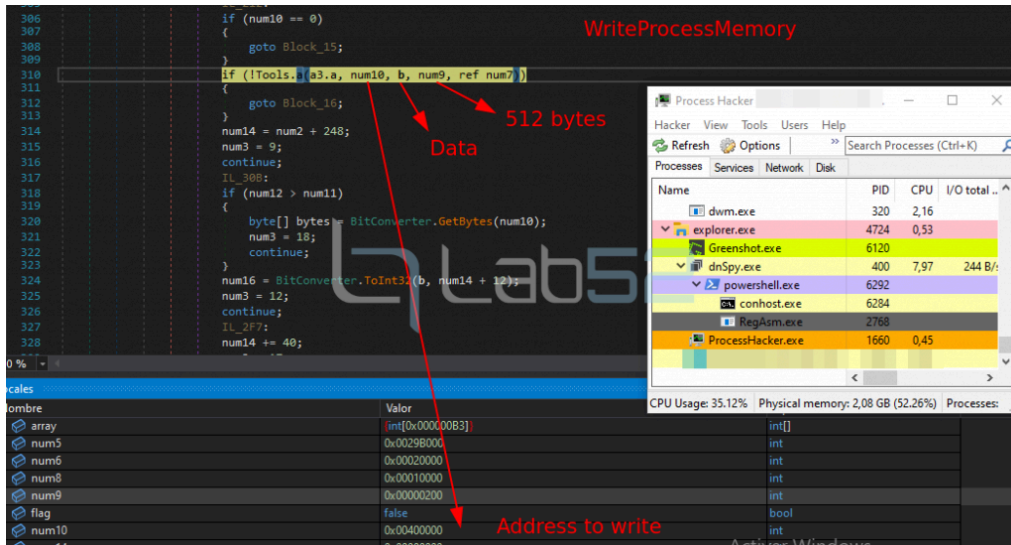 306 if (num10 == 0)
307 {
308 goto Block_15;
309 }
310 if (!Tools.a(a3.a, num10, b, num9, ref num7))
311 {
312 goto Block_16;
313 }
314 num14 = num2 + 248;
315 num3 = 9;
316 continue;
317 IL_30B:
318 if (num12 > num11)
319 {
320 byte[] bytes = BitConverter.GetBytes(num10);
321 num3 = 18;
322 continue;
323 }
324 num16 = BitConverter.ToInt32(b, num14 + 12);
325 num3 = 12;
326 continue;
327 IL_2F7:
328 num14 += 40;
WriteProcessMemory
512 bytes
Data
Lab5
Process Hacker
Hacker View Tools Users Help
Refresh Options » Search Processes (Ctrl+K)
Processes Services Network Disk
Name PID CPU I/O total ..
dwm.exe 320 2,16
explorer.exe 4724 0,53
Greenshot.exe 6120
dnSpy.exe 400 7,97 244 B/
powershell.exe 6292
conhost.exe 6284
RegAsm.exe 2768
ProcessHacker.exe 1660 0,45
CPU Usage: 35.12% Physical memory: 2,08 GB (52.26%) Processes:
0 %
ocales
Nombre Valor
array {int[0x000000B3]} int[]
num5 0x0029B000 int
num6 0x00020000 int
num8 0x00010000 int
num9 0x00000200 int
flag false bool
num10 0x00400000 int
Address to write
Activar Windows